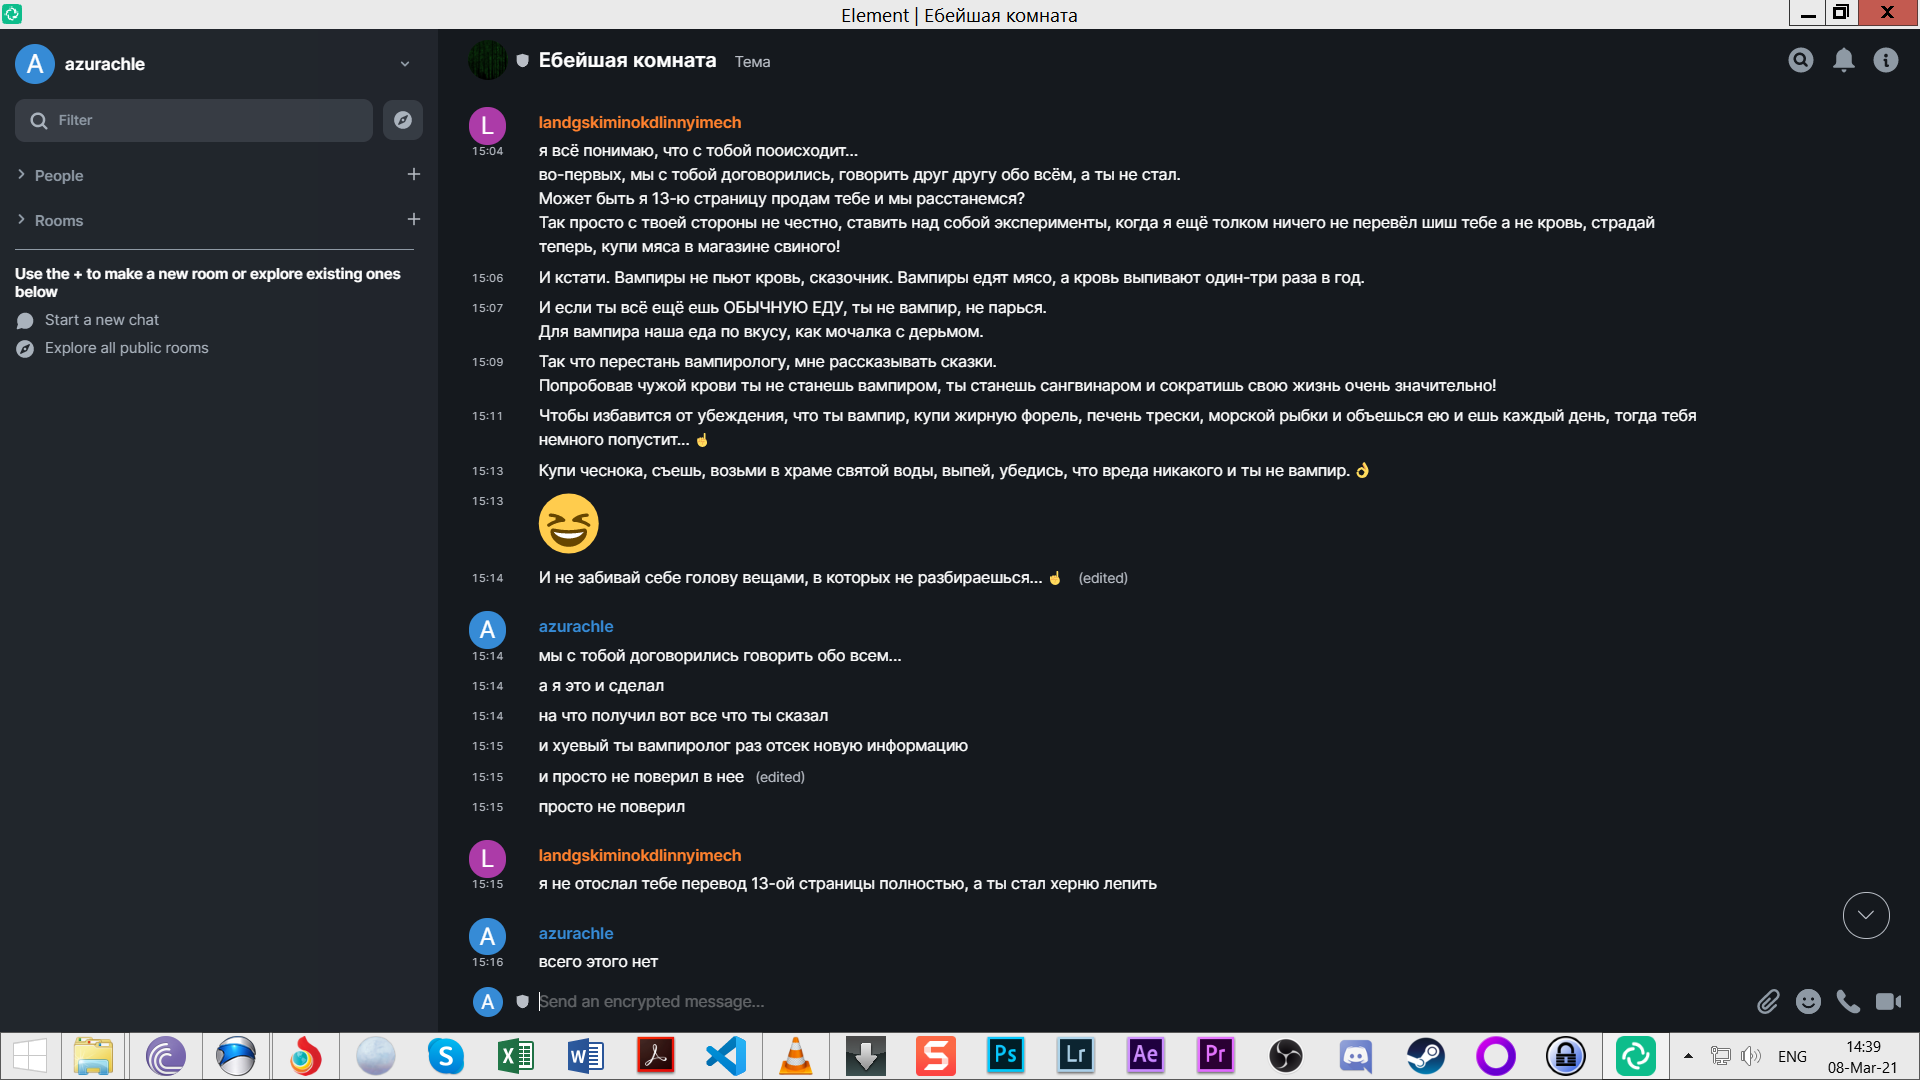 Element | Ебейшая комната
A azurachle
Filter
People
Rooms
Use the + to make a new room or explore existing ones
below
Start a new chat
Explore all public rooms
Ебейшая комната Тема
L landgskiminokdlinnyimech
15:04 я всё понимаю, что с тобой пооисходит...
во-первых, мы с тобой договорились, говорить друг другу обо всём, а ты не стал.
Может быть я 13-ю страницу продам тебе и мы расстанемся?
Так просто с твоей стороны не честно, ставить над собой эксперименты, когда я ещё толком ничего не перевёл шиш тебе а не кровь, страдай
теперь, купи мяса в магазине свиного!
15:06 И кстати. Вампиры не пьют кровь, сказочник. Вампиры едят мясо, а кровь выпивают один-три раза в год.
15:07 И если ты всё ещё ешь ОБЫЧНУЮ ЕДУ, ты не вампир, не парься.
Для вампира наша еда по вкусу, как мочалка с дерьмом.
15:09 Так что перестань вампирологу, мне рассказывать сказки.
Попробовав чужой крови ты не станешь вампиром, ты станешь сангвинаром и сократишь свою жизнь очень значительно!
15:11 Чтобы избавится от убеждения, что ты вампир, купи жирную форель, печень трески, морской рыбки и объешься ею и ешь каждый день, тогда тебя
немного попустит... ☝
15:13 Купи чеснока, съешь, возьми в храме святой воды, выпей, убедись, что вреда никакого и ты не вампир. 👌
15:13 😆
15:14 И не забивай себе голову вещами, в которых не разбираешься... ☝ (edited)
A azurachle
15:14 мы с тобой договорились говорить обо всем...
15:14 а я это и сделал
15:14 на что получил вот все что ты сказал
15:15 и хуевый ты вампиролог раз отсек новую информацию
15:15 и просто не поверил в нее (edited)
15:15 просто не поверил
L landgskiminokdlinnyimech
15:15 я не отослал тебе перевод 13-ой страницы полностью, а ты стал херню лепить
A azurachle
15:16 всего этого нет
A Send an encrypted message...
S X W S Ps Lr Ae Pr ENG 14:39
08-Mar-21